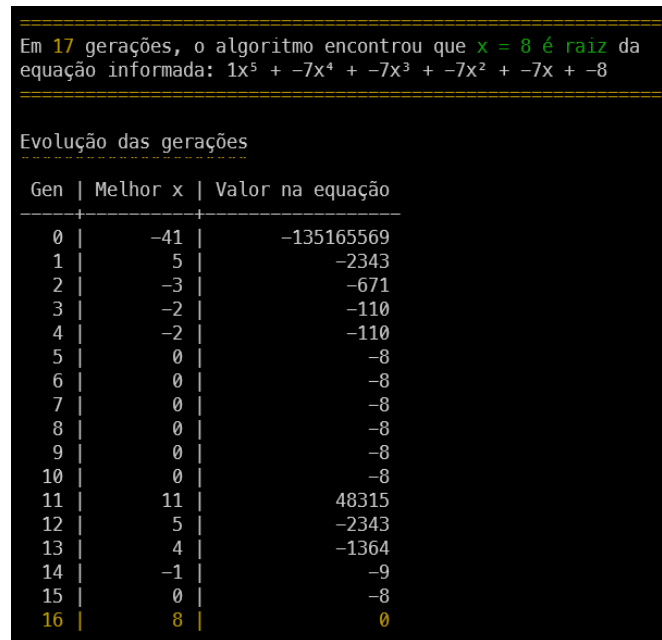 Em 17 gerações, o algoritmo encontrou que x = 8 é raiz da
equação informada: 1x⁵ + -7x⁴ + -7x³ + -7x² + -7x + -8
Evolução das gerações
Gen | Melhor x | Valor na equação
0 | -41 | -135165569
1 | 5 | -2343
2 | -3 | -671
3 | -2 | -110
4 | -2 | -110
5 | 0 | -8
6 | 0 | -8
7 | 0 | -8
8 | 0 | -8
9 | 0 | -8
10 | 0 | -8
11 | 11 | 48315
12 | 5 | -2343
13 | 4 | -1364
14 | -1 | -9
15 | 0 | -8
16 | 8 | 0